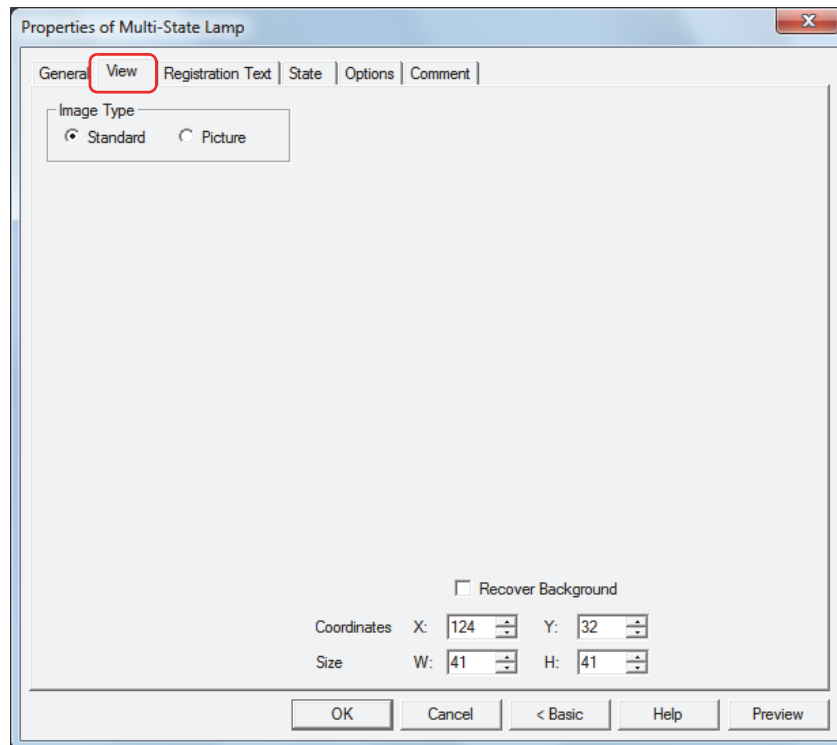 Properties of Multi-State Lamp
General View Registration Text State Options Comment
Image Type
Standard Picture
Recover Background
Coordinates X: 124 Y: 32
Size W: 41 H: 41
OK Cancel < Basic Help Preview